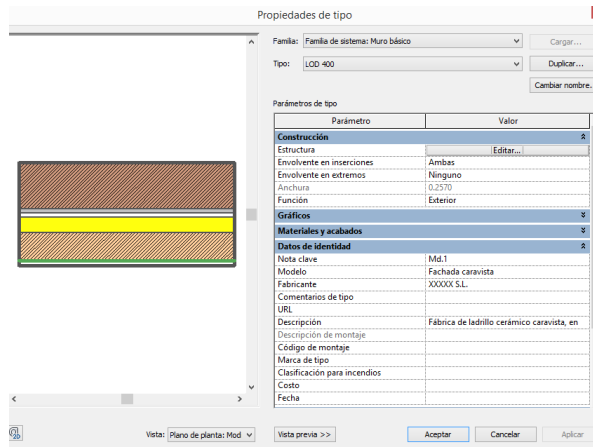 Propiedades de tipo
Familia: Familia de sistema: Muro básico Cargar...
Tipo: LOD 400 Duplicar...
Cambiar nombre.
Parámetros de tipo
Parámetro Valor
Construcción
Estructura Editar...
Envolvente en inserciones Ambas
Envolvente en extremos Ninguno
Anchura 0.2570
Función Exterior
Gráficos
Materiales y acabados
Datos de identidad
Nota clave Md.1
Modelo Fachada caravista
Fabricante XXXXX S.L.
Comentarios de tipo
URL
Descripción Fábrica de ladrillo cerámico caravista, en
Descripción de montaje
Código de montaje
Marca de tipo
Clasificación para incendios
Costo
Fecha
Vista: Plano de planta: Mod Vista previa >> Aceptar Cancelar Aplicar